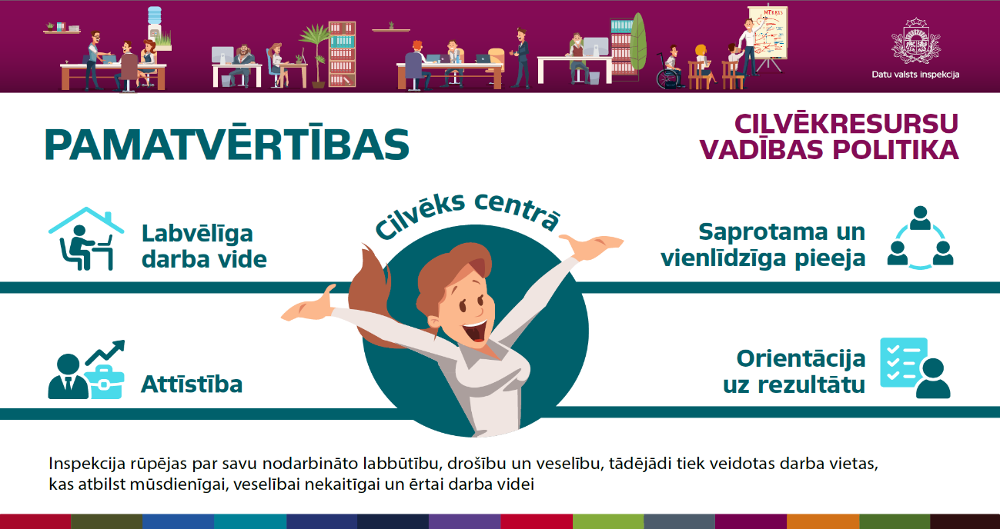 MTEĶIS
Datu valsts inspekcija
PAMATVĒRTĪBAS
CILVĒKRESURSU
VADĪBAS POLITIKA
Cilvēks centrā
Labvēlīga
darba vide
Saprotama un
vienlīdzīga pieeja
Attīstība
Orientācija
uz rezultātu
Inspekcija rūpējas par savu nodarbināto labbūtību, drošību un veselību, tādējādi tiek veidotas darba vietas,
kas atbilst mūsdienīgai, veselībai nekaitīgai un ērtai darba videi